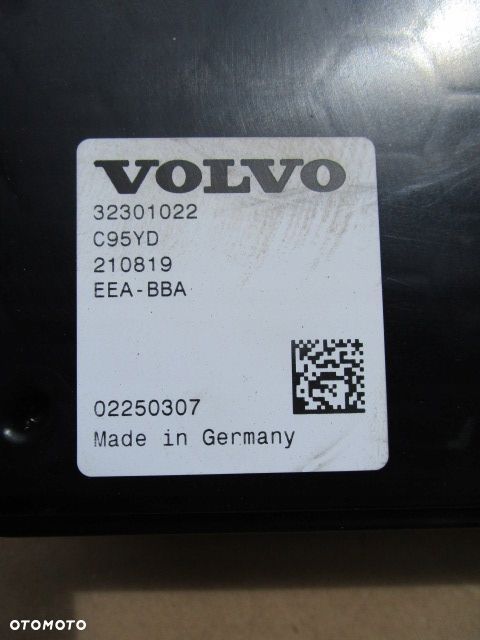 VOLVO
32301022
C95YD
210819
EEA-BBA
02250307
Made in Germany
OTOMOTO